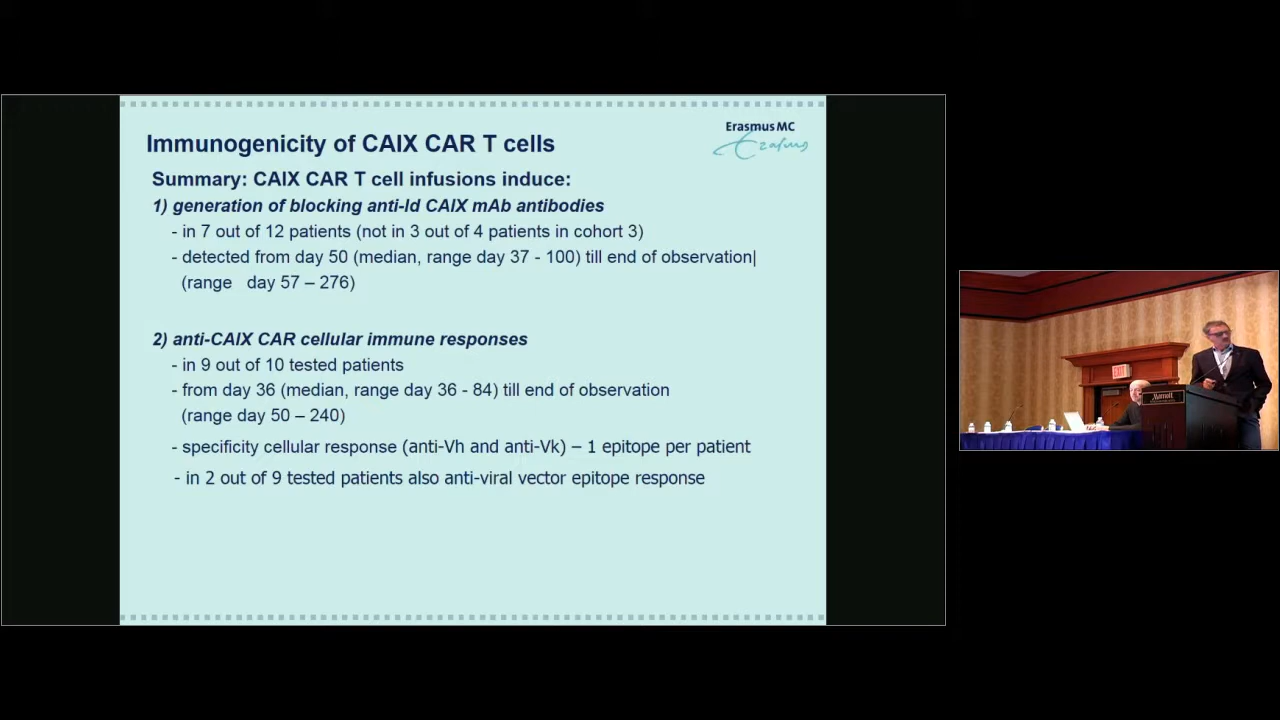 Erasmus MC
Erasmus
Immunogenicity of CAIX CAR T cells
Summary: CAIX CAR T cell infusions induce:
1) generation of blocking anti-Id CAIX mAb antibodies
- in 7 out of 12 patients (not in 3 out of 4 patients in cohort 3)
- detected from day 50 (median, range day 37 - 100) till end of observation|
(range day 57 – 276)
2) anti-CAIX CAR cellular immune responses
- in 9 out of 10 tested patients
- from day 36 (median, range day 36 - 84) till end of observation
(range day 50 – 240)
- specificity cellular response (anti-Vh and anti-Vk) – 1 epitope per patient
- in 2 out of 9 tested patients also anti-viral vector epitope response
EXIT
Marriott